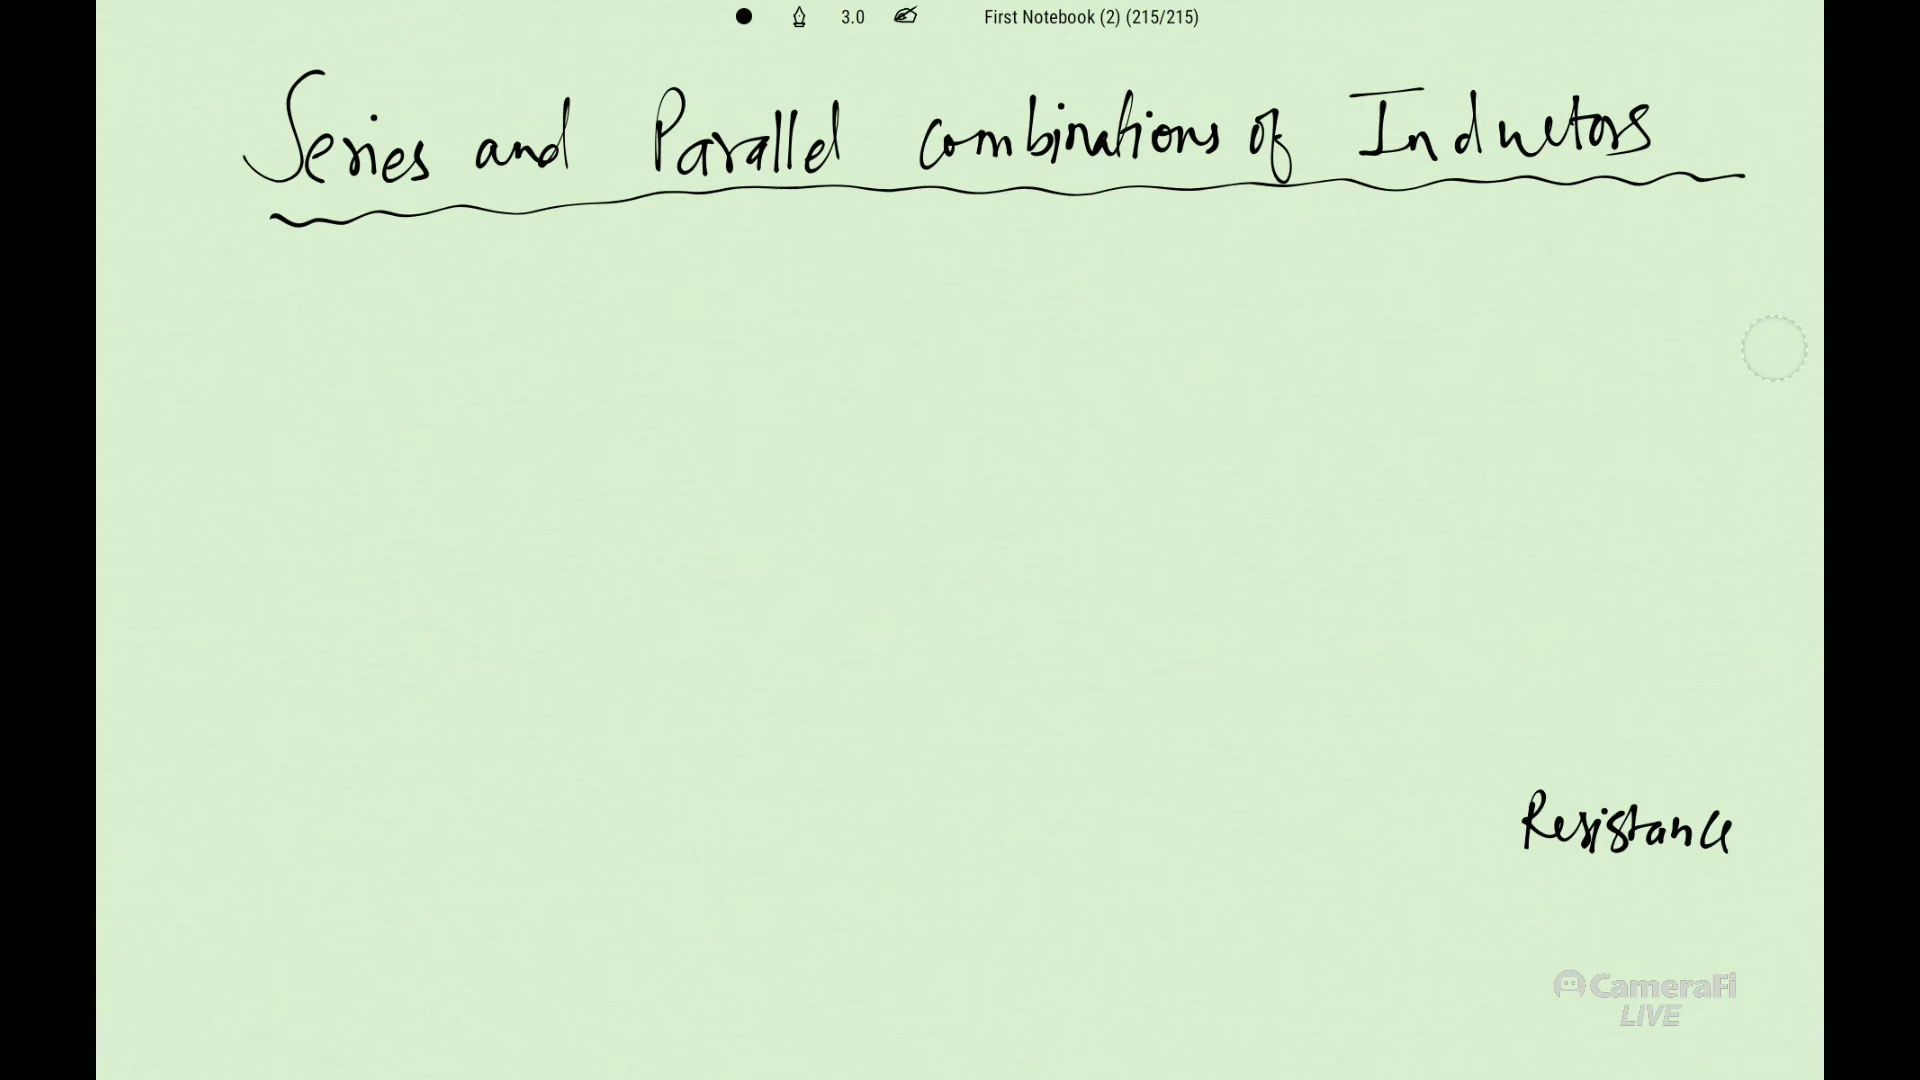 3.0 First Notebook (2) (215/215)
Series and Parallel combinations of Inductors
Resistance
CameraFi
LIVE